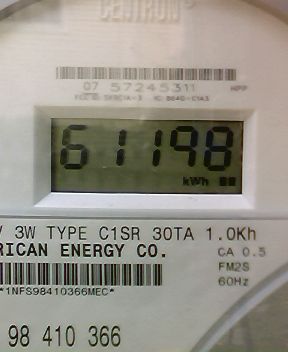 CENTRON
07 57245311 HPP
61198
kWh
3W TYPE C1SR 30TA 1.0Kh
RICAN ENERGY CO. CA 0.5
FM2S
*1NFS98410366MEC* 60Hz
98 410 366